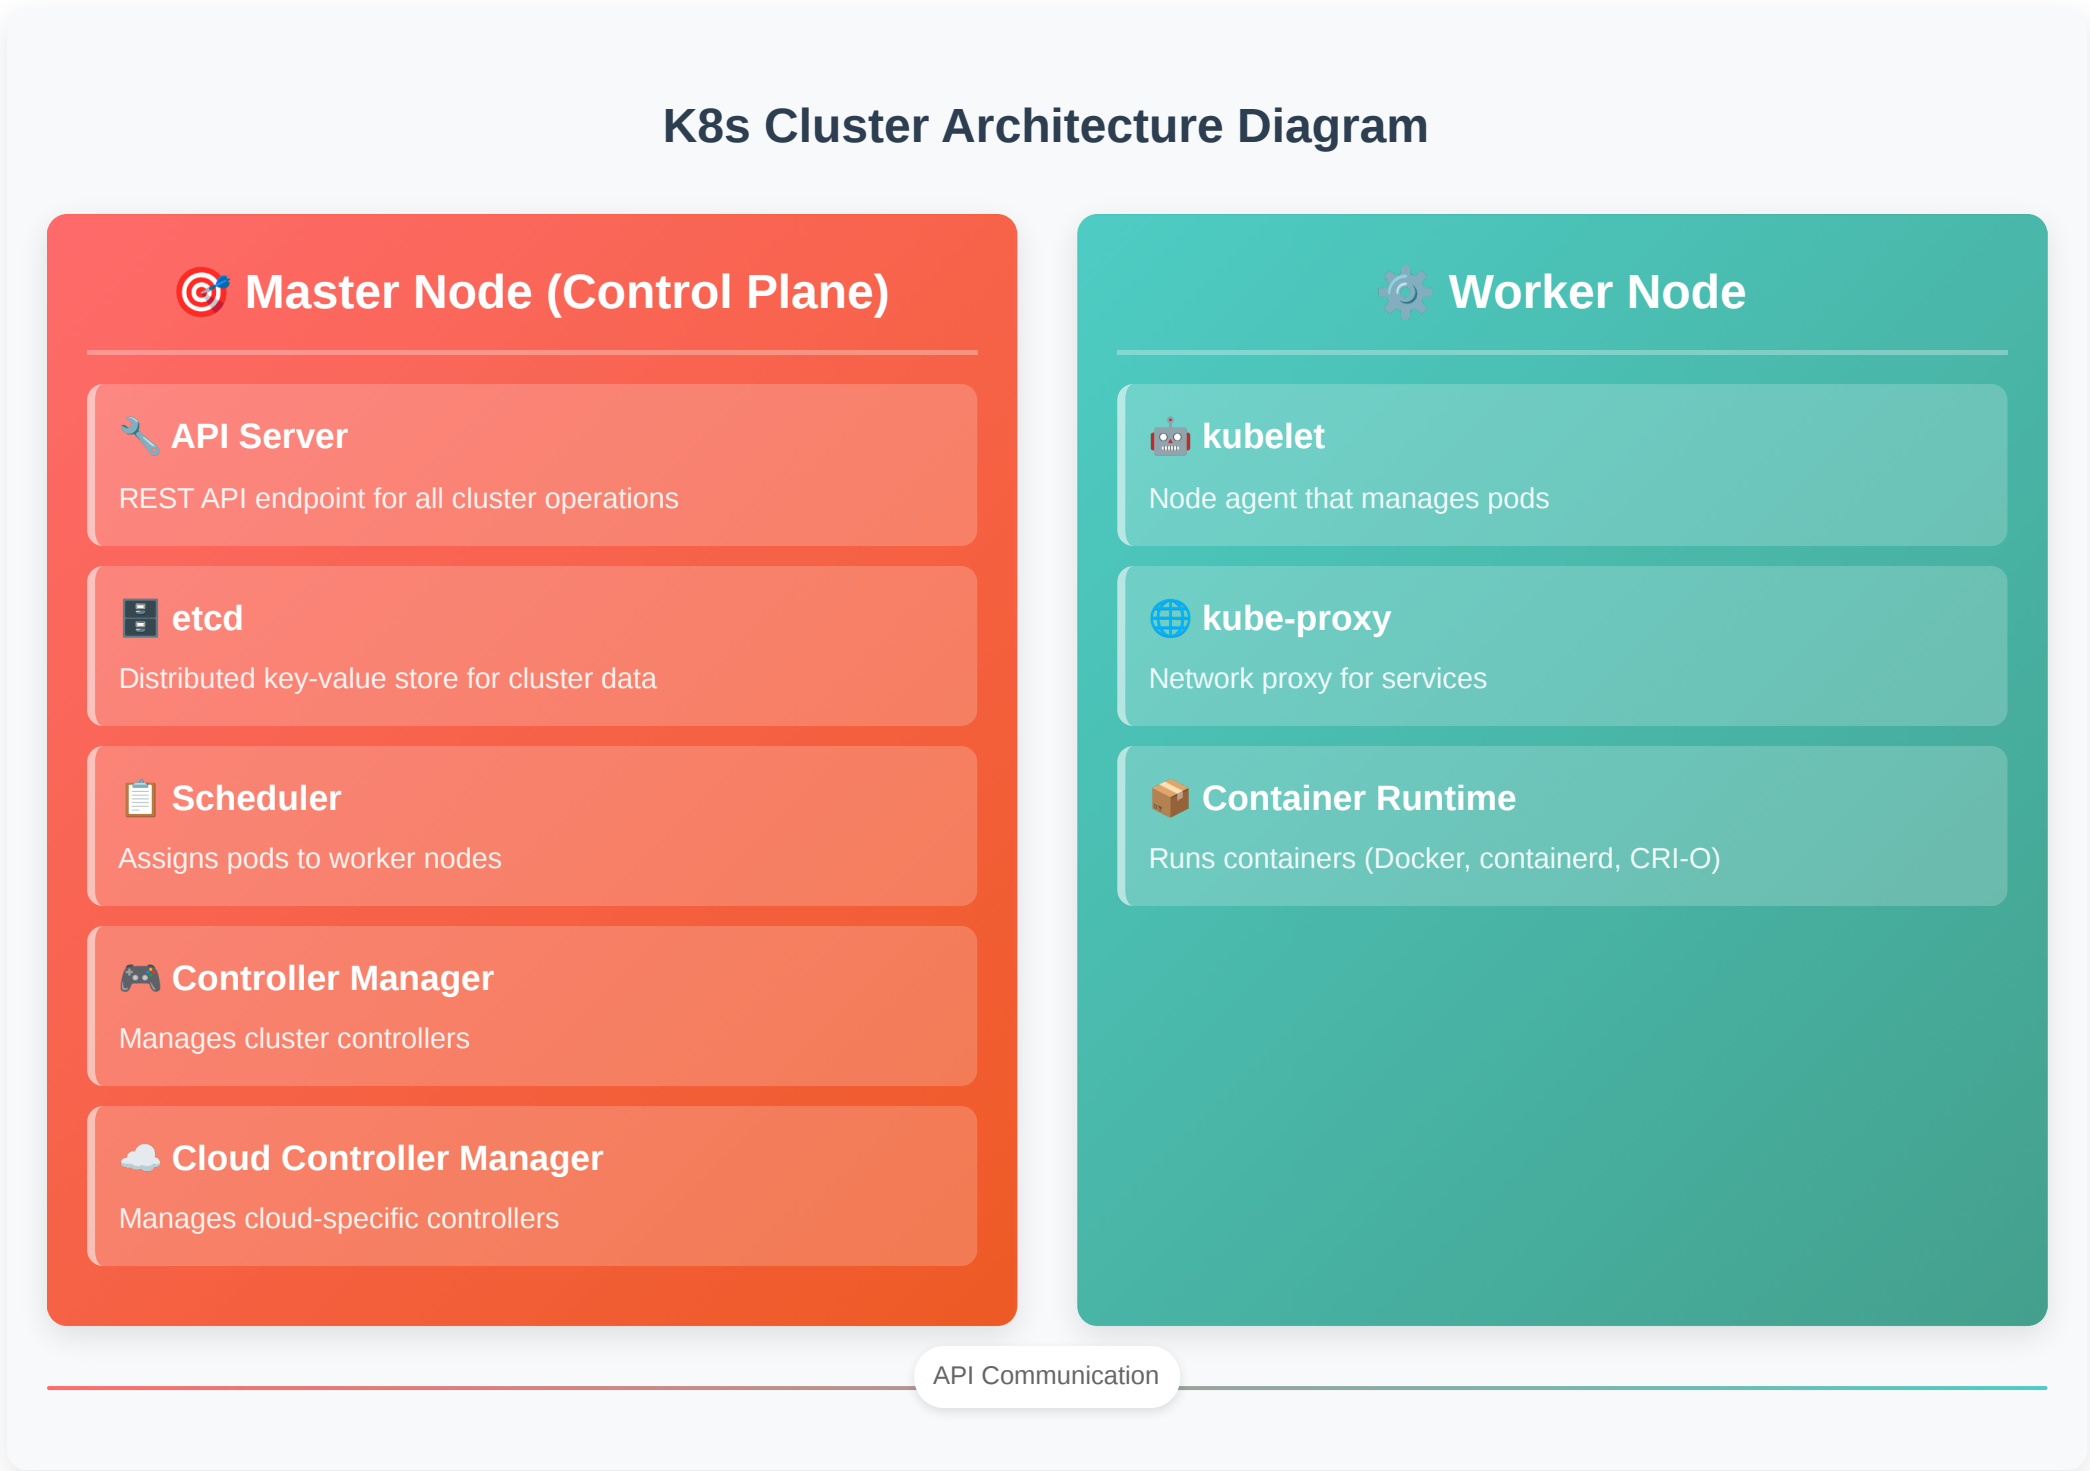 K8s Cluster Architecture Diagram
🎯 Master Node (Control Plane)
🔧 API Server
REST API endpoint for all cluster operations
🗄️ etcd
Distributed key-value store for cluster data
📋 Scheduler
Assigns pods to worker nodes
🎮 Controller Manager
Manages cluster controllers
☁️ Cloud Controller Manager
Manages cloud-specific controllers
⚙️ Worker Node
🤖 kubelet
Node agent that manages pods
🌐 kube-proxy
Network proxy for services
📦 Container Runtime
Runs containers (Docker, containerd, CRI-O)
API Communication